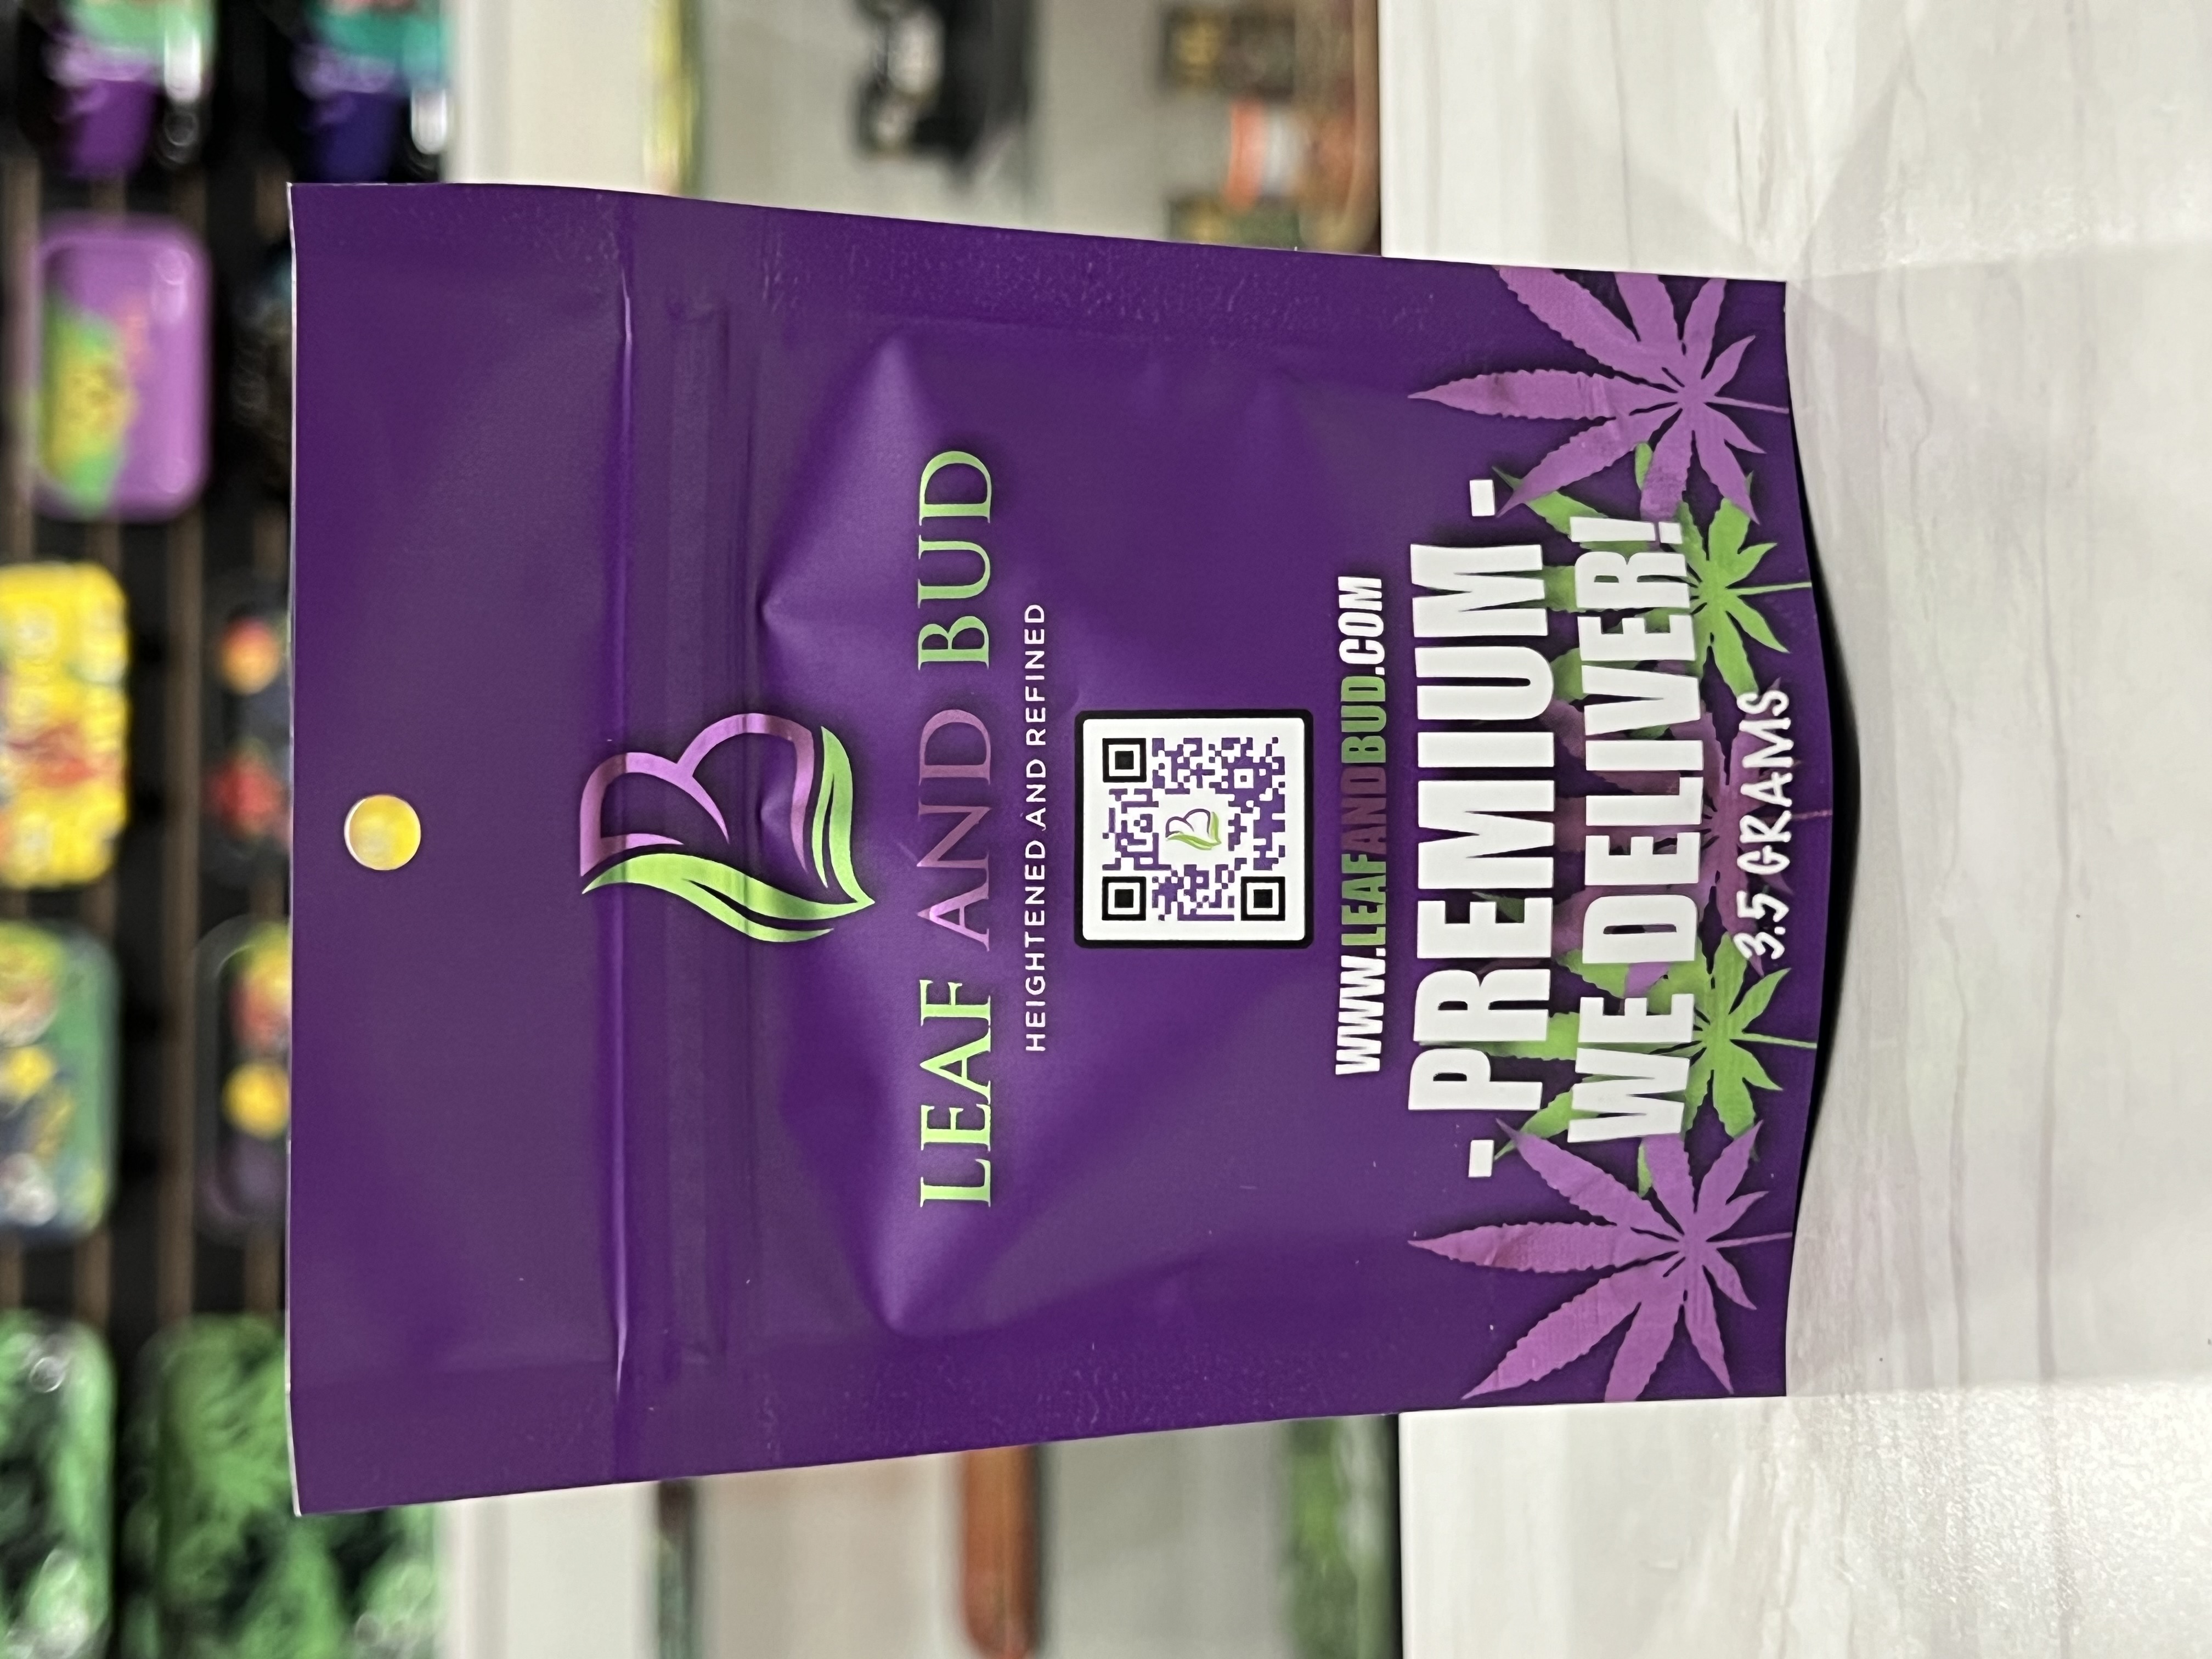 LEAF AND BUD
HEIGHTENED AND REFINED
WWW.LEAFANDBUD.COM
- PREMIUM -
WE DELIVER!
3.5 GRAMS